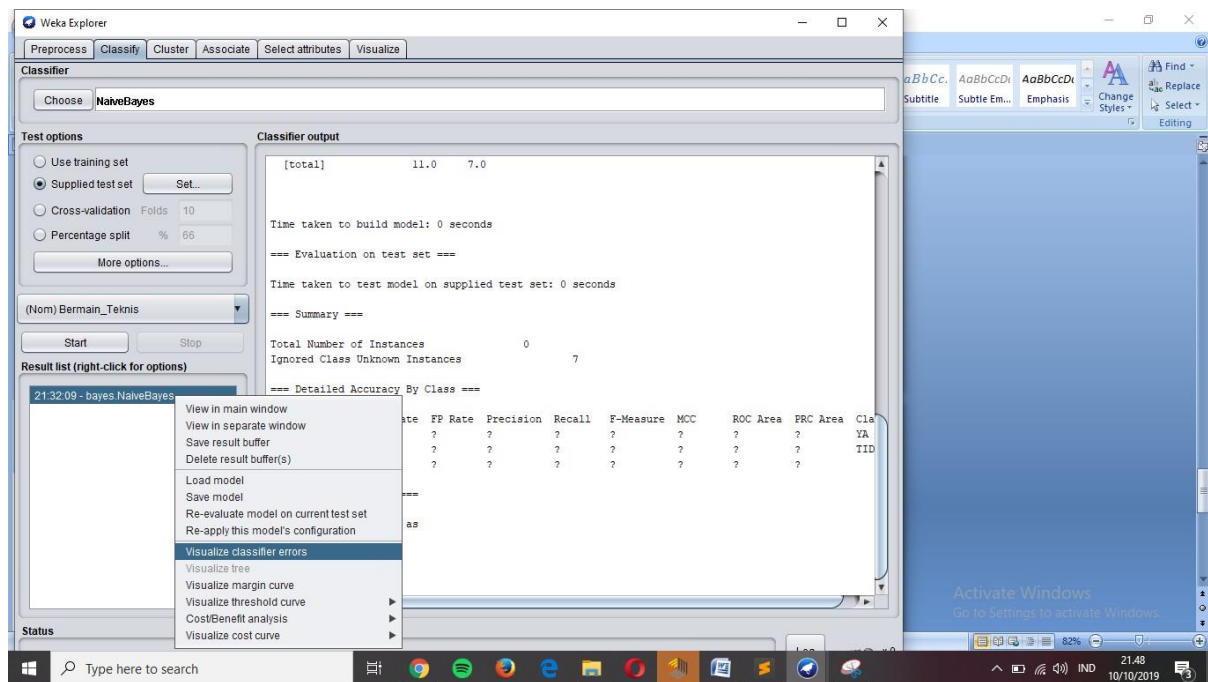 Weka Explorer
Preprocess Classify Cluster Associate Select attributes Visualize
Classifier
Choose NaiveBayes
Test options
Use training set
Supplied test set Set...
Cross-validation Folds 10
Percentage split % 66
More options...
(Nom) Bermain_Teknis
Start Stop
Result list (right-click for options)
21:32:09 - bayes.NaiveBayes
Classifier output
[total] 11.0 7.0
Time taken to build model: 0 seconds
=== Evaluation on test set ===
Time taken to test model on supplied test set: 0 seconds
=== Summary ===
Total Number of Instances 0
Ignored Class Unknown Instances 7
=== Detailed Accuracy By Class ===
ate FP Rate Precision Recall F-Measure MCC ROC Area PRC Area Cla
? ? ? ? ? ? ? YA
? ? ? ? ? ? ? TID
? ? ? ? ? ? ?
===
as
View in main window
View in separate window
Save result buffer
Delete result buffer(s)
Load model
Save model
Re-evaluate model on current test set
Re-apply this model's configuration
Visualize classifier errors
Visualize tree
Visualize margin curve
Visualize threshold curve
Cost/Benefit analysis
Visualize cost curve
Status
aBbCc. AaBbCcDı AaBbCcDı
Subtitle Subtle Em... Emphasis
Change
Styles
Find
Replace
Select
Editing
Activate Windows
Go to Settings to activate Windows.
82%
Type here to search
IND
21.48
10/10/2019